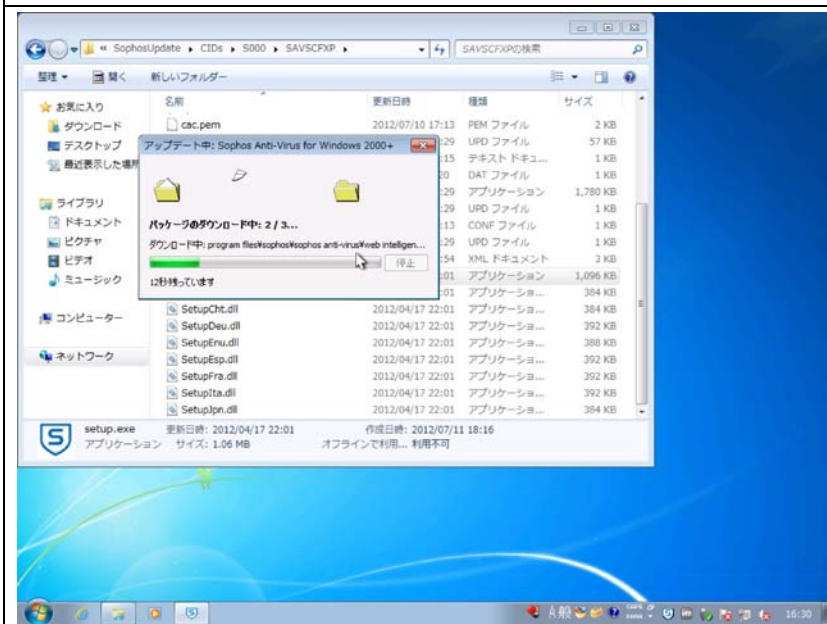 « SophosUpdate ▸ CIDs ▸ S000 ▸ SAVSCFXP ▸
SAVSCFXPの検索
整理 開く 新しいフォルダー
お気に入り
ダウンロード
デスクトップ
最近表示した場所
ライブラリ
ドキュメント
ピクチャ
ビデオ
ミュージック
コンピューター
ネットワーク
名前 更新日時 種類 サイズ
cac.pem 2012/07/10 17:13 PEM ファイル 2 KB
:29 UPD ファイル 57 KB
:15 テキスト ドキュ... 1 KB
:20 DAT ファイル 1 KB
:29 アプリケーション 1,780 KB
:29 UPD ファイル 1 KB
:13 CONF ファイル 1 KB
:29 UPD ファイル 1 KB
:54 XML ドキュメント 3 KB
:01 アプリケーション 1,096 KB
:01 アプリケーショ... 384 KB
SetupCht.dll 2012/04/17 22:01 アプリケーショ... 384 KB
SetupDeu.dll 2012/04/17 22:01 アプリケーショ... 392 KB
SetupEnu.dll 2012/04/17 22:01 アプリケーショ... 388 KB
SetupEsp.dll 2012/04/17 22:01 アプリケーショ... 392 KB
SetupFra.dll 2012/04/17 22:01 アプリケーショ... 392 KB
SetupIta.dll 2012/04/17 22:01 アプリケーショ... 392 KB
SetupJpn.dll 2012/04/17 22:01 アプリケーショ... 384 KB
アップデート中: Sophos Anti-Virus for Windows 2000+
パッケージのダウンロード中: 2 / 3...
ダウンロード中: program files¥sophos¥sophos anti-virus¥web intelligen...
停止
12秒残っています
setup.exe 更新日時: 2012/04/17 22:01 作成日時: 2012/07/11 18:16
アプリケーション サイズ: 1.06 MB オフラインで利用... 利用不可
A 般
16:30